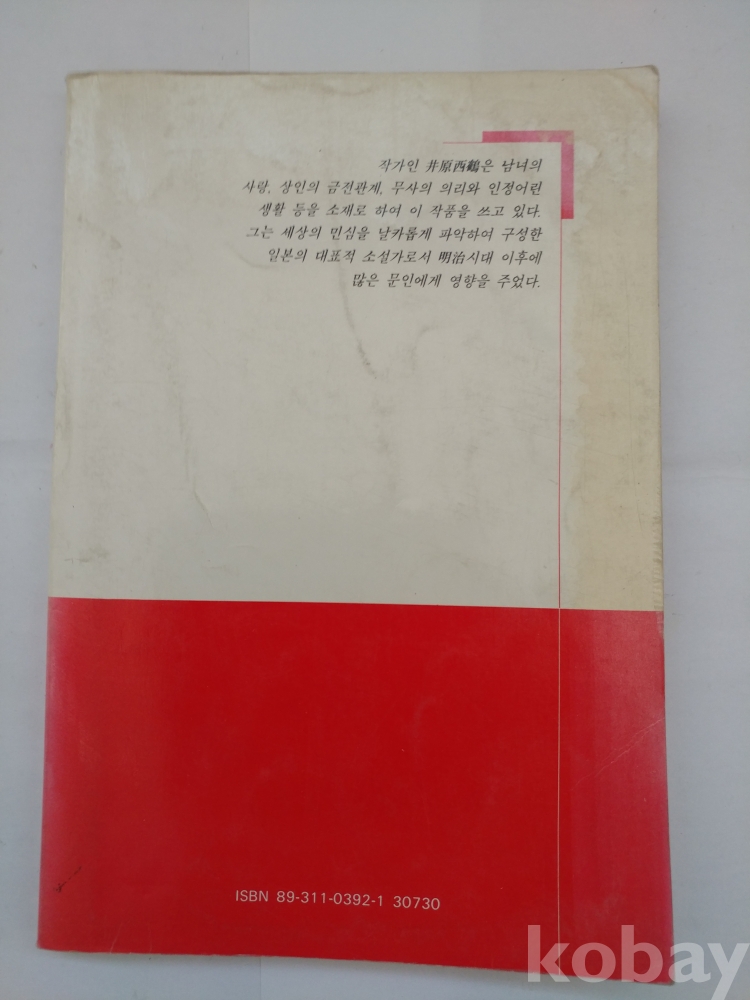 작가인 井原西鶴은 남녀의
사랑, 상인의 금전관계, 무사의 의리와 인정어린
생활 등을 소재로 하여 이 작품을 쓰고 있다.
그는 세상의 민심을 날카롭게 파악하여 구성한
일본의 대표적 소설가로서 明治시대 이후에
많은 문인에게 영향을 주었다.
ISBN 89-311-0392-1 30730
kobay